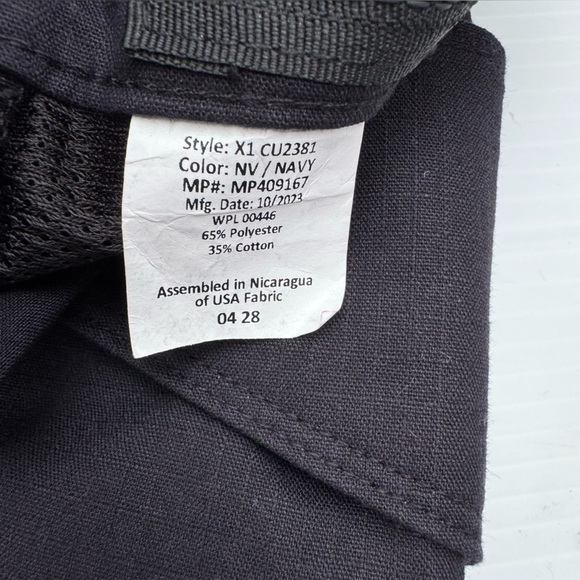 Style: X1 CU2381
Color: NV / NAVY
MP#: MP409167
Mfg. Date: 10/2023
WPL 00446
65% Polyester
35% Cotton
Assembled in Nicaragua
of USA Fabric
04 28